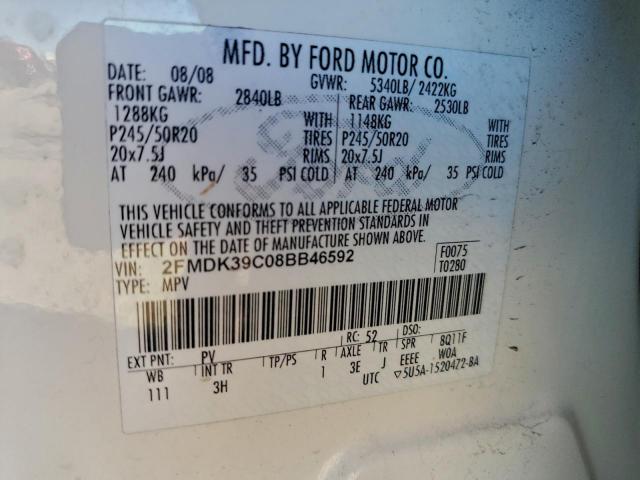 MFD. BY FORD MOTOR CO.
DATE: 08/08 GVWR: 5340LB/ 2422KG
FRONT GAWR: 2840LB REAR GAWR: 2530LB
1288KG WITH 1148KG WITH
P245/50R20 TIRES P245/50R20 TIRES
20x7.5J RIMS 20x7.5J RIMS
AT 240 kPa/ 35 PSI COLD AT 240 kPa/ 35 PSI COLD
THIS VEHICLE CONFORMS TO ALL APPLICABLE FEDERAL MOTOR
VEHICLE SAFETY AND THEFT PREVENTION STANDARDS IN
EFFECT ON THE DATE OF MANUFACTURE SHOWN ABOVE.
VIN: 2FMDK39C08BB46592 F0075
TYPE: MPV T0280
RC: 52 DSO:
EXT PNT: PV 8Q11F
WB INT TR TP/PS R AXLE TR SPR W0A
111 3H 1 3E J EEEE
UTC ▽5U5A-1520472-BA